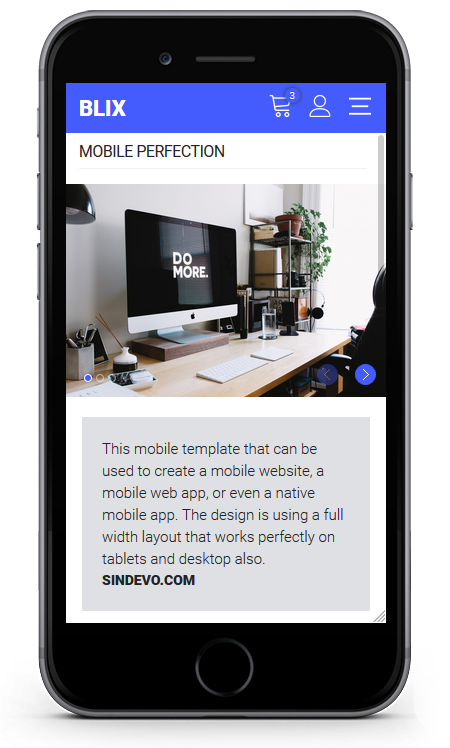 BLIX
3
MOBILE PERFECTION
DO
MORE.
This mobile template that can be
used to create a mobile website, a
mobile web app, or even a native
mobile app. The design is using a full
width layout that works perfectly on
tablets and desktop also.
SINDEVO.COM